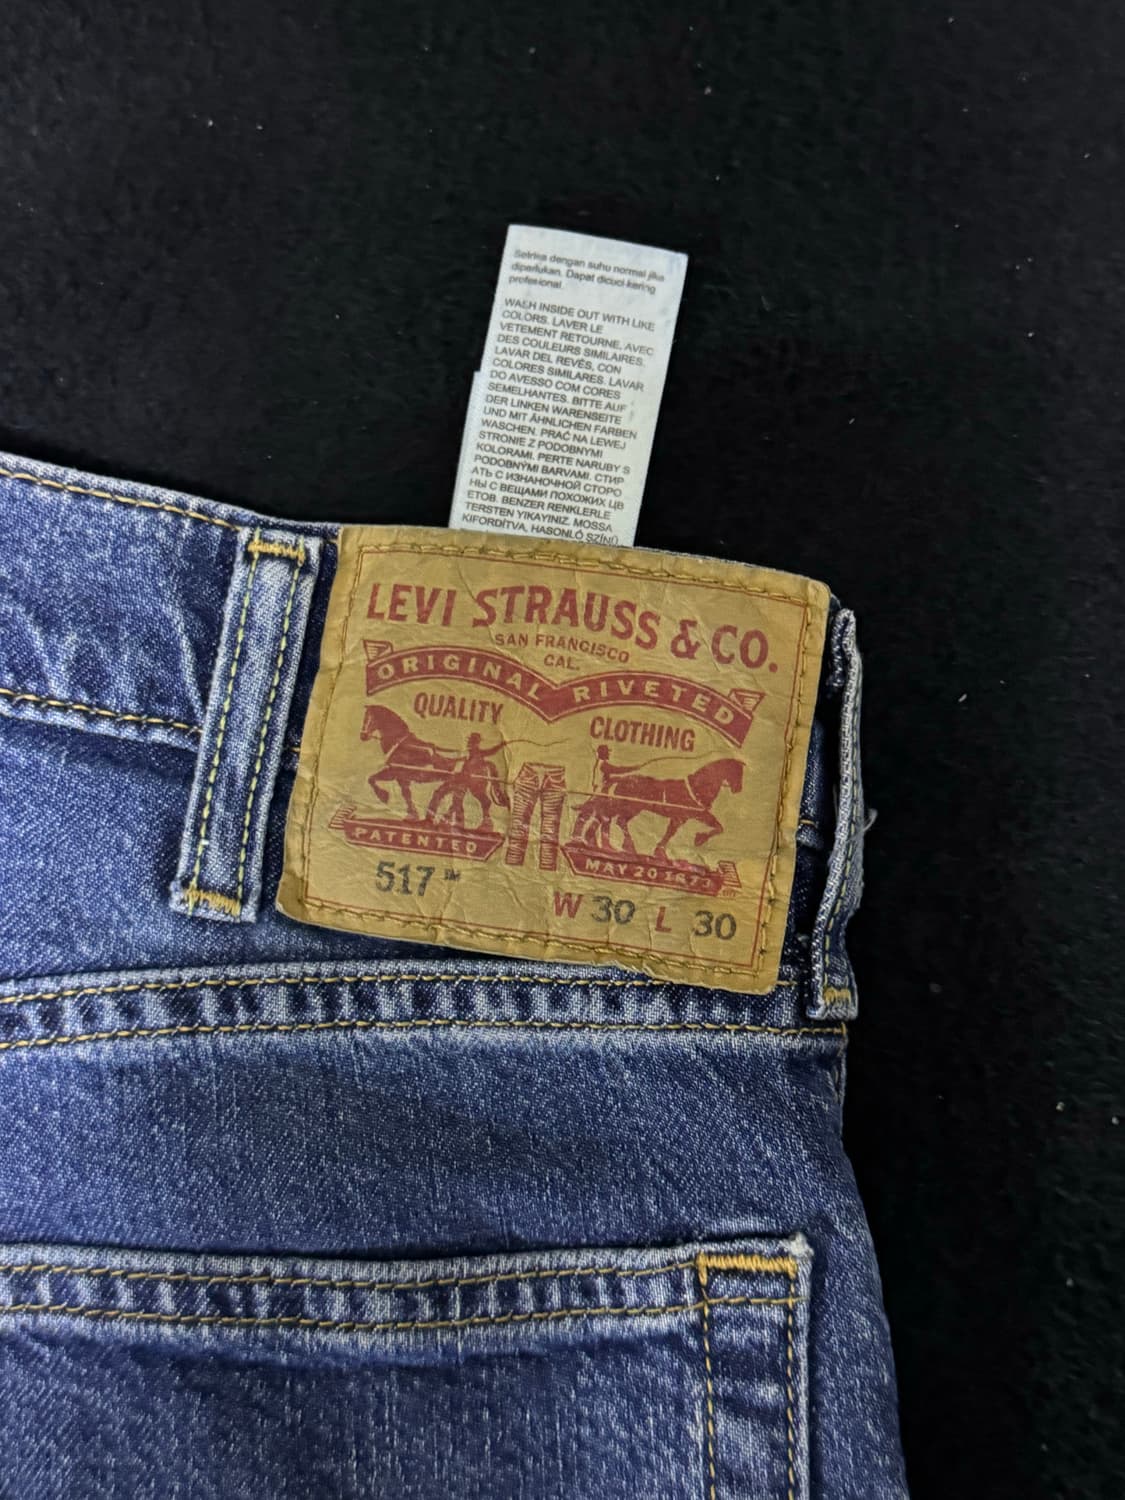 Setrika dengan suhu normal jika
diperlukan. Dapat dicuci kering
profesional.
WASH INSIDE OUT WITH LIKE
COLORS. LAVER LE
VETEMENT RETOURNE, AVEC
DES COULEURS SIMILAIRES.
LAVAR DEL REVÉS, CON
COLORES SIMILARES. LAVAR
DO AVESSO COM CORES
SEMELHANTES. BITTE AUF
DER LINKEN WARENSEITE
UND MIT ÄHNLICHEN FARBEN
WASCHEN. PRAĆ NA LEWEJ
STRONIE Z PODOBNYMI
KOLORAMI. PERTE NARUBY S
PODOBNÝMI BARVAMI. СТИР
АТЬ С ИЗНАНОЧНОЙ СТОРО
НЫ С ВЕЩАМИ ПОХОЖИХ ЦВ
ЕТОВ. BENZER RENKLERLE
TERSTEN YIKAYINIZ. MOSSA
KIFORDÍTVA, HASONLÓ SZÍNŰ
LEVI STRAUSS & CO.
SAN FRANCISCO
CAL.
ORIGINAL RIVETED
QUALITY CLOTHING
PATENTED MAY 20 1873
517™ W 30 L 30